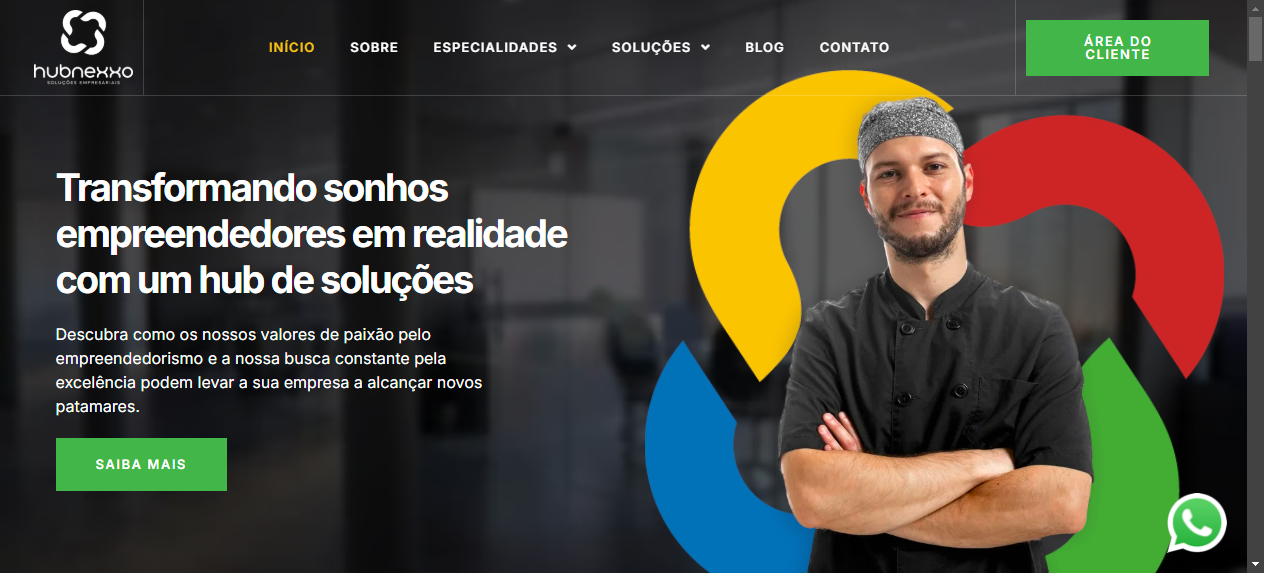 hubnexxo
SOLUÇÕES EMPRESARIAIS
INÍCIO
SOBRE
ESPECIALIDADES
SOLUÇÕES
BLOG
CONTATO
ÁREA DO
CLIENTE
Transformando sonhos
empreendedores em realidade
com um hub de soluções
Descubra como os nossos valores de paixão pelo
empreendedorismo e a nossa busca constante pela
excelência podem levar a sua empresa a alcançar novos
patamares.
SAIBA MAIS